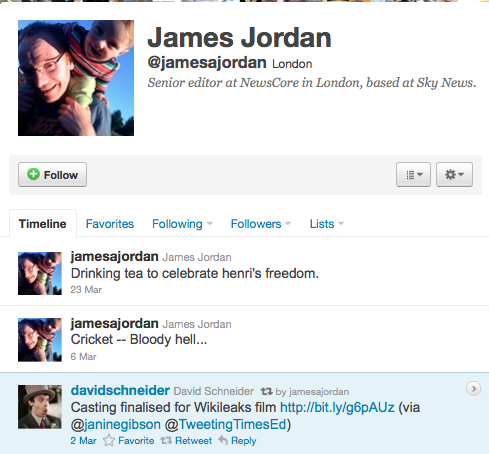 James Jordan
@jamesajordan London
Senior editor at NewsCore in London, based at Sky News.
Follow
Timeline Favorites Following Followers Lists
jamesajordan James Jordan
Drinking tea to celebrate henri's freedom.
23 Mar
jamesajordan James Jordan
Cricket -- Bloody hell...
6 Mar
davidschneider David Schneider by jamesajordan
Casting finalised for Wikileaks film http://bit.ly/g6pAUz (via
@janinegibson @TweetingTimesEd)
2 Mar Favorite Retweet Reply